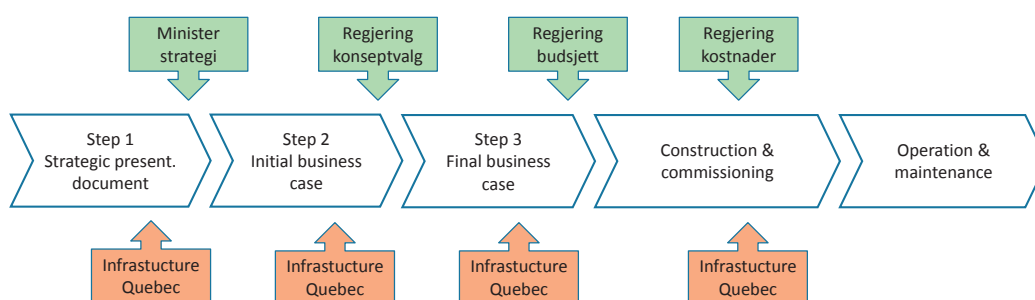 Minister
strategi
Regjering
konseptvalg
Regjering
budsjett
Regjering
kostnader
Step 1
Strategic present.
document
Step 2
Initial business
case
Step 3
Final business
case
Construction &
commissioning
Operation &
maintenance
Infrastucture
Quebec
Infrastucture
Quebec
Infrastucture
Quebec
Infrastucture
Quebec